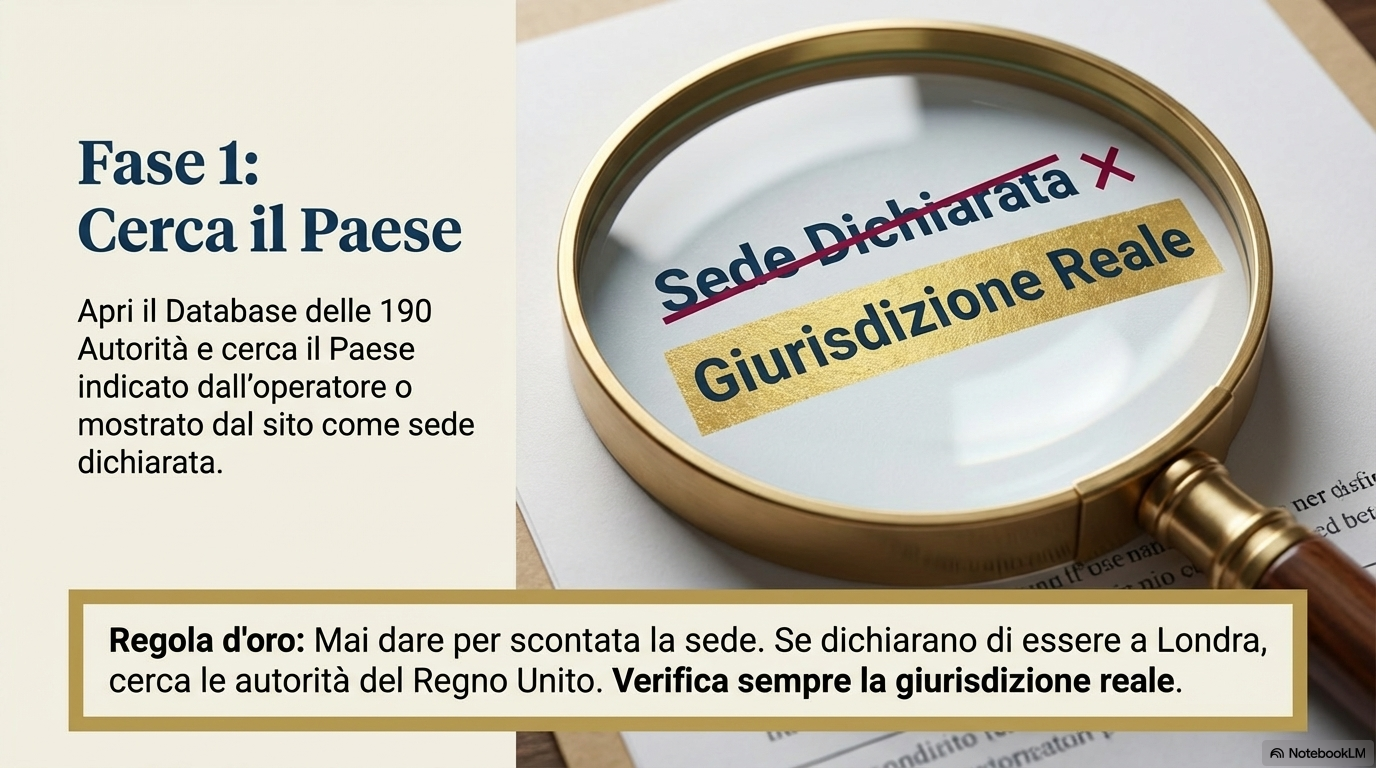 Fase 1:
Cerca il Paese
Apri il Database delle 190
Autorità e cerca il Paese
indicato dall'operatore o
mostrato dal sito come sede
dichiarata.
Sede Dichiarata ×
Giurisdizione Reale
Regola d'oro: Mai dare per scontata la sede. Se dichiarano di essere a Londra,
cerca le autorità del Regno Unito. Verifica sempre la giurisdizione reale.
NotebookLM